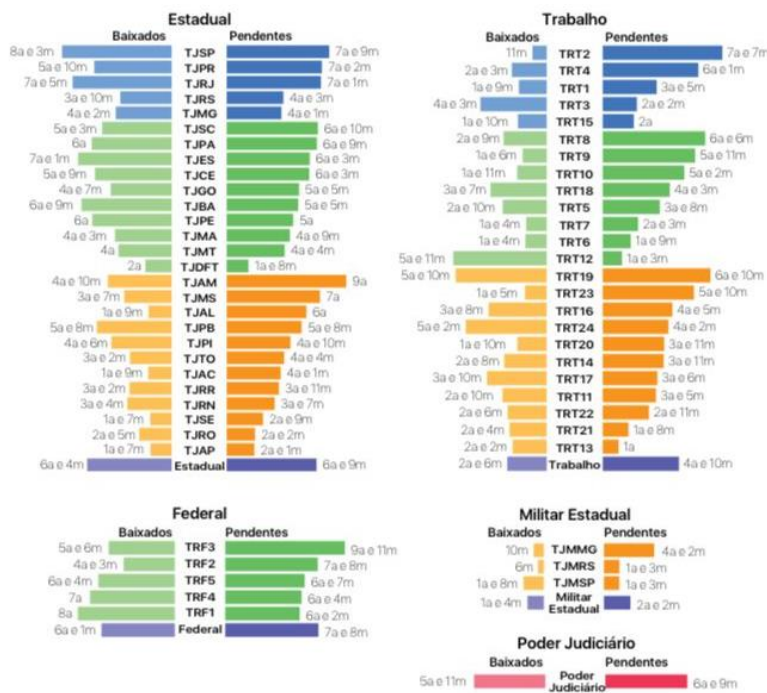 Estadual
Baixados Pendentes
8a e 3m TJSP 7a e 9m
5a e 10m TJPR 7a e 2m
7a e 5m TJRJ 7a e 1m
3a e 10m TJRS 4a e 3m
4a e 2m TJMG 4a e 1m
5a e 3m TJSC 6a e 10m
6a TJPA 6a e 9m
7a e 1m TJES 6a e 3m
5a e 9m TJCE 6a e 3m
4a e 7m TJGO 5a e 5m
6a e 9m TJBA 5a e 5m
6a TJPE 5a
4a e 3m TJMA 4a e 9m
4a TJMT 4a e 4m
2a TJDFT 1a e 8m
4a e 10m TJAM 9a
3a e 7m TJMS 7a
1a e 9m TJAL 6a
5a e 8m TJPB 5a e 8m
4a e 6m TJPI 4a e 10m
3a e 2m TJTO 4a e 4m
1a e 9m TJAC 4a e 1m
3a e 2m TJRR 3a e 11m
3a e 4m TJRN 3a e 7m
1a e 7m TJSE 2a e 9m
2a e 5m TJRO 2a e 2m
1a e 7m TJAP 2a e 1m
6a e 4m Estadual 6a e 9m
Trabalho
Baixados Pendentes
11m TRT2 7a e 7m
2a e 3m TRT4 6a e 1m
1a e 9m TRT1 3a e 5m
4a e 3m TRT3 2a e 2m
1a e 10m TRT15 2a
2a e 9m TRT8 6a e 6m
1a e 6m TRT9 5a e 11m
1a e 11m TRT10 5a e 2m
3a e 7m TRT18 4a e 3m
2a e 10m TRT5 3a e 8m
1a e 4m TRT7 2a e 3m
1a e 4m TRT6 1a e 9m
5a e 11m TRT12 1a e 3m
5a e 10m TRT19 6a e 10m
1a e 5m TRT23 5a e 10m
3a e 8m TRT16 4a e 5m
5a e 2m TRT24 4a e 2m
1a e 10m TRT20 3a e 11m
2a e 8m TRT14 3a e 11m
3a e 10m TRT17 3a e 6m
2a e 10m TRT11 3a e 5m
2a e 6m TRT22 2a e 11m
2a e 4m TRT21 1a e 8m
2a e 2m TRT13 1a
2a e 6m Trabalho 4a e 10m
Federal
Baixados Pendentes
5a e 6m TRF3 9a e 11m
4a e 3m TRF2 7a e 8m
6a e 4m TRF5 6a e 7m
7a TRF4 6a e 4m
8a TRF1 6a e 2m
6a e 1m Federal 7a e 8m
Militar Estadual
Baixados Pendentes
10m TJMMG 4a e 2m
6m TJMRS 1a e 3m
1a e 8m TJMSP 1a e 3m
1a e 4m Militar Estadual 2a e 2m
Poder Judiciário
Baixados Pendentes
5a e 11m Poder Judiciário 6a e 9m